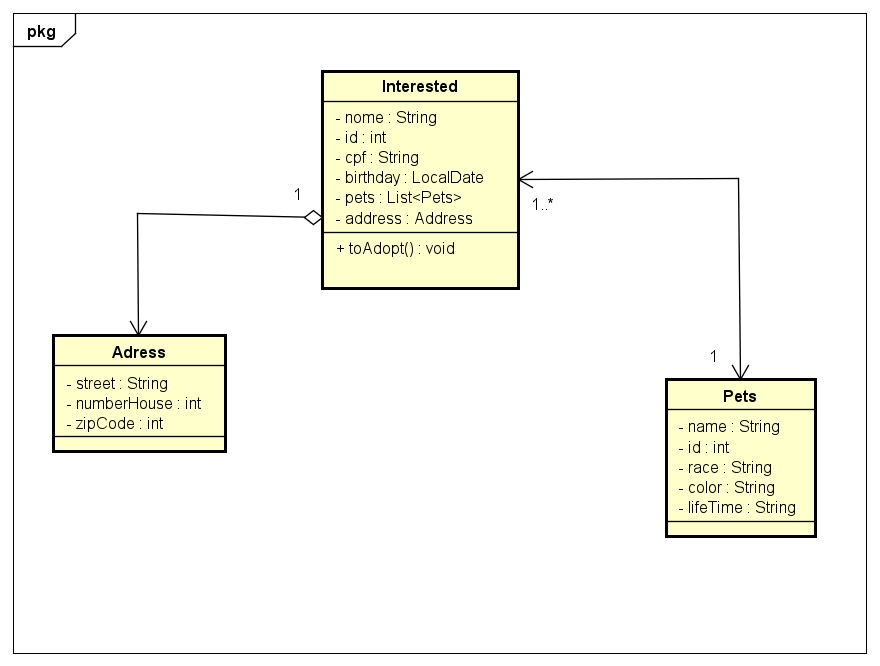 pkg
Interested
- nome : String
- id : int
- cpf : String
- birthday : LocalDate
- pets : List<Pets>
- address : Address
+ toAdopt() : void
1
1..*
Adress
- street : String
- numberHouse : int
- zipCode : int
1
Pets
- name : String
- id : int
- race : String
- color : String
- lifeTime : String